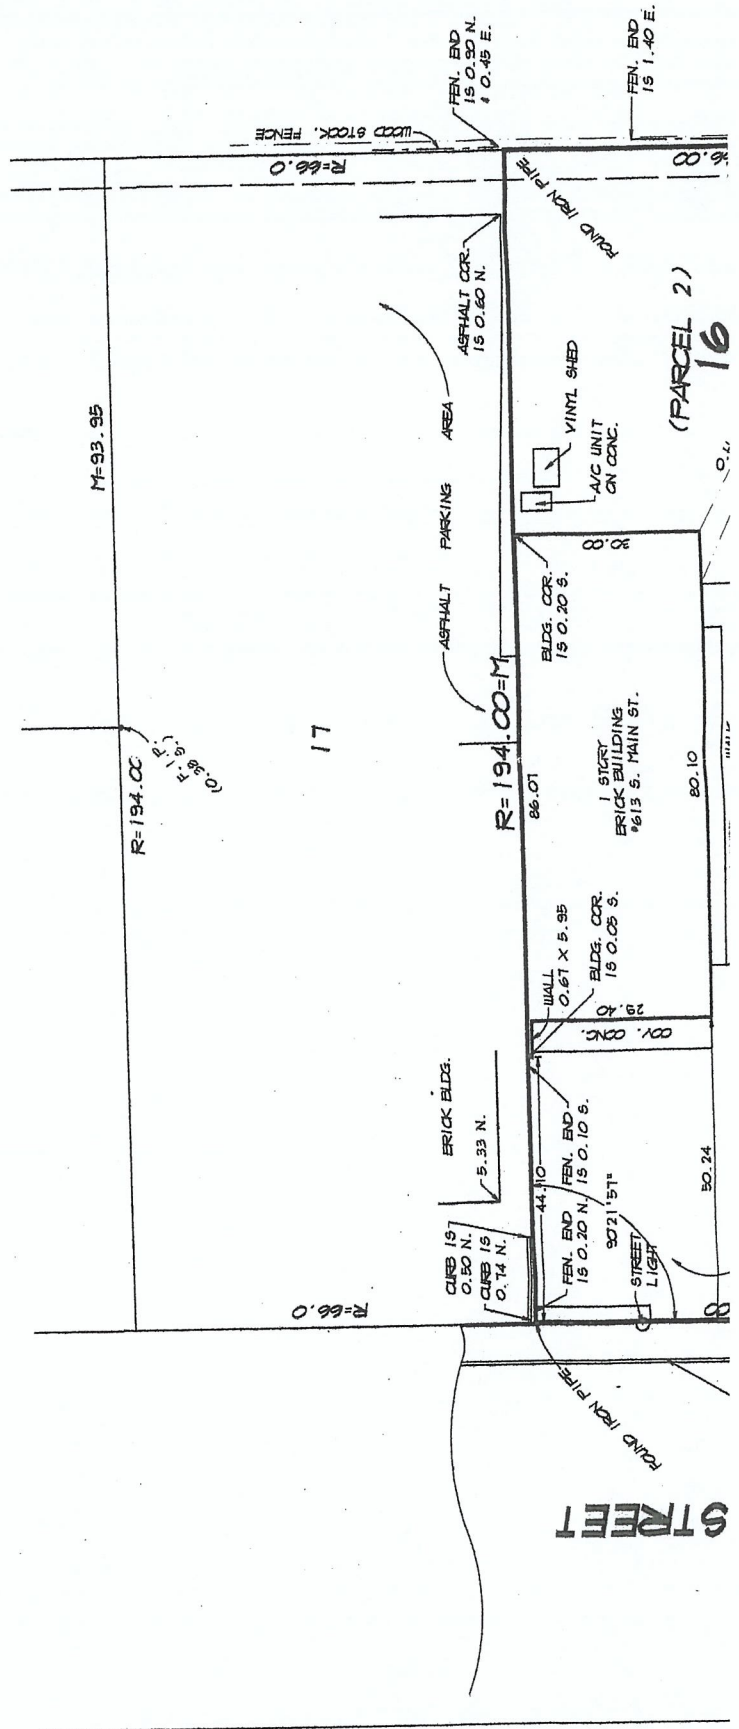 FEN. END
IS 0.90 N.
& 0.45 E.
FEN. END
IS 1.40 E.
WOOD STOCK. FENCE
R=66.0
FOUND IRON PIPE
ASPHALT COR.
IS 0.60 N.
(PARCEL 2)
16
M=93.95
ASPHALT PARKING AREA
VINYL SHED
A/C UNIT
ON CONC.
30.00
BLDG. COR.
IS 0.20 S.
R=194.00
F. I. P.
(0.36 S.)
17
R=194.00=M
86.07
1 STORY
BRICK BUILDING
#613 S. MAIN ST.
80.10
WALL
0.67 X 5.95
BLDG. COR.
IS 0.05 S.
29.40
COV. CONC.
BRICK BLDG.
5.33 N.
FEN. END
IS 0.10 S.
44.10
FEN. END
IS 0.20 N.
90°21'57"
50.24
CURB IS
0.50 N.
CURB IS
0.74 N.
STREET
LIGHT
R=66.0
FOUND IRON PIPE
STREET